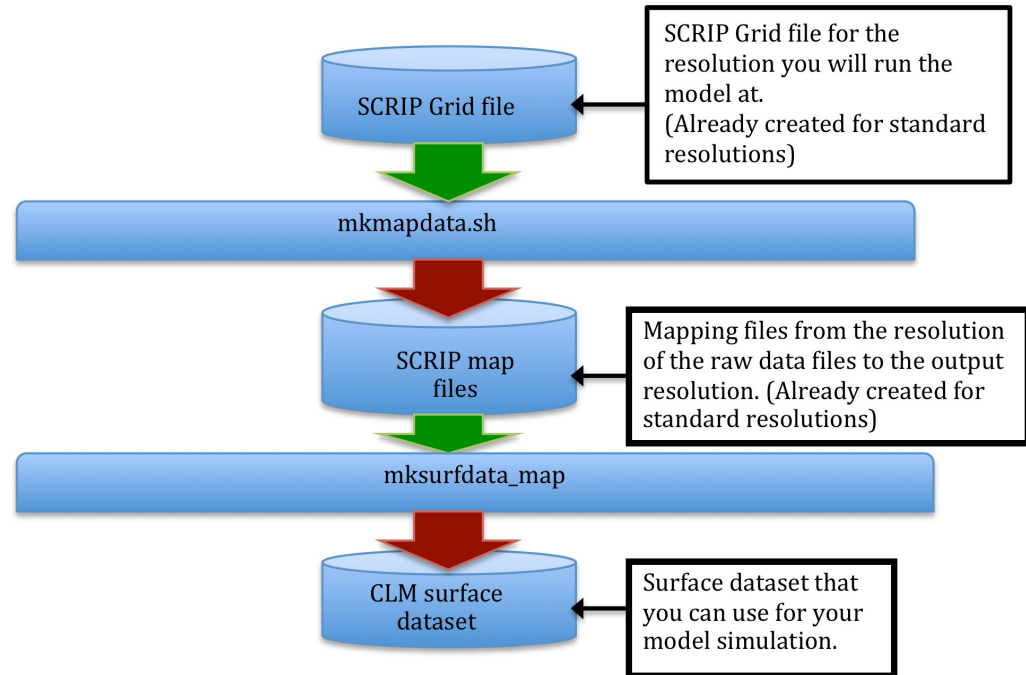 SCRIP Grid file for the
resolution you will run the
model at.
(Already created for standard
resolutions)
SCRIP Grid file
mkmapdata.sh
Mapping files from the resolution
of the raw data files to the output
resolution. (Already created for
standard resolutions)
SCRIP map
files
mksurfdata_map
Surface dataset that
you can use for your
model simulation.
CLM surface
dataset